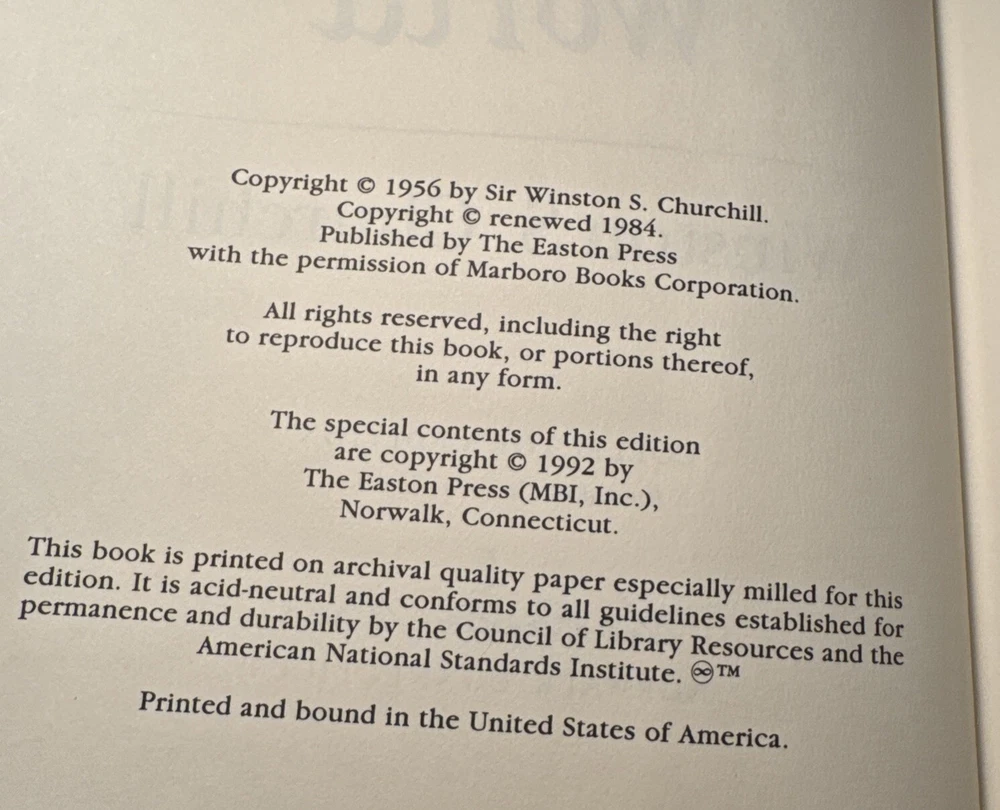 Copyright © 1956 by Sir Winston S. Churchill.
Copyright © renewed 1984.
Published by The Easton Press
with the permission of Marboro Books Corporation.
All rights reserved, including the right
to reproduce this book, or portions thereof,
in any form.
The special contents of this edition
are copyright © 1992 by
The Easton Press (MBI, Inc.),
Norwalk, Connecticut.
This book is printed on archival quality paper especially milled for this
edition. It is acid-neutral and conforms to all guidelines established for
permanence and durability by the Council of Library Resources and the
American National Standards Institute. ♾™
Printed and bound in the United States of America.